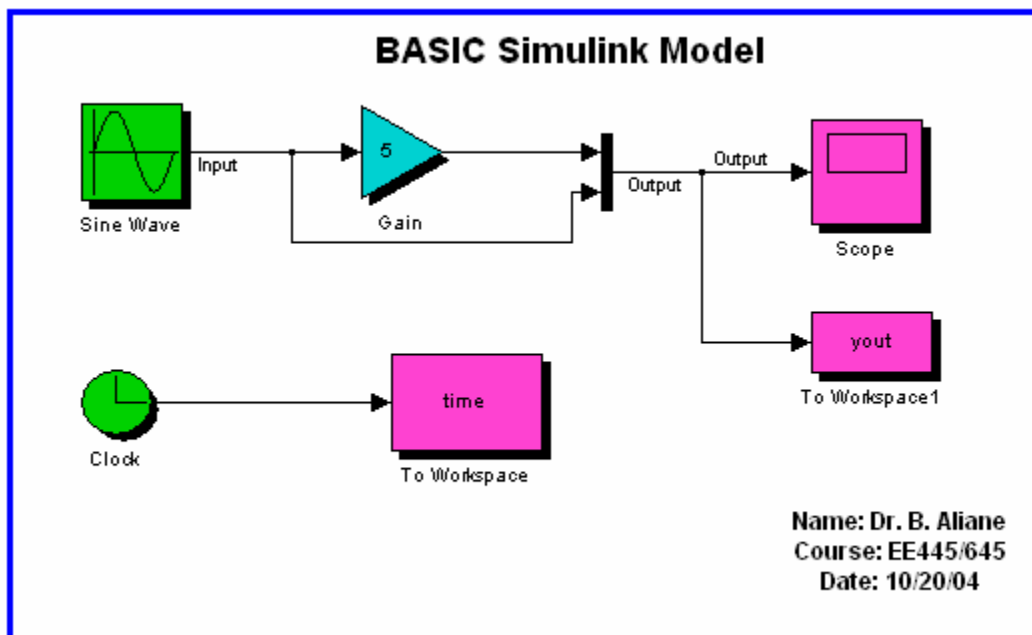 BASIC Simulink Model
Input
5
Output
Output
Sine Wave
Gain
Scope
yout
time
To Workspace1
Clock
To Workspace
Name: Dr. B. Aliane
Course: EE445/645
Date: 10/20/04